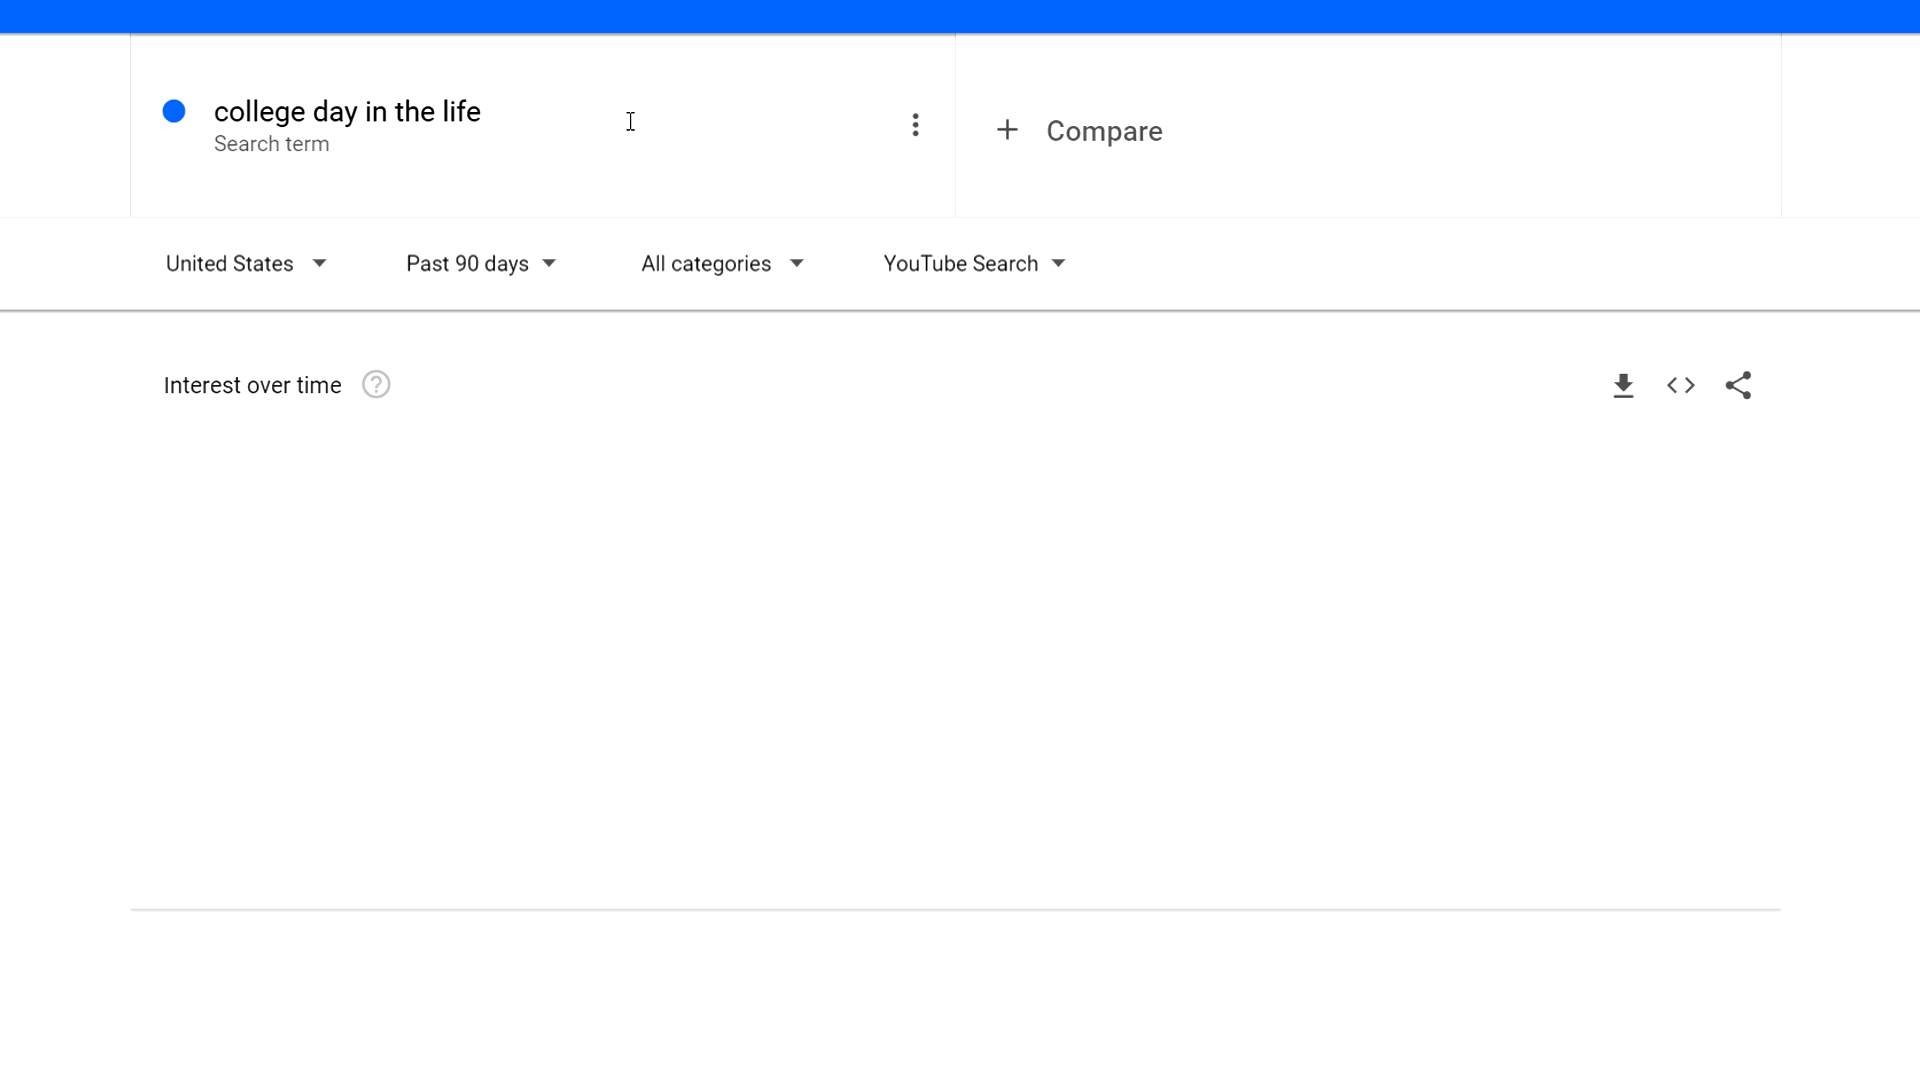 college day in the life
Search term
+ Compare
United States
Past 90 days
All categories
YouTube Search
Interest over time ?